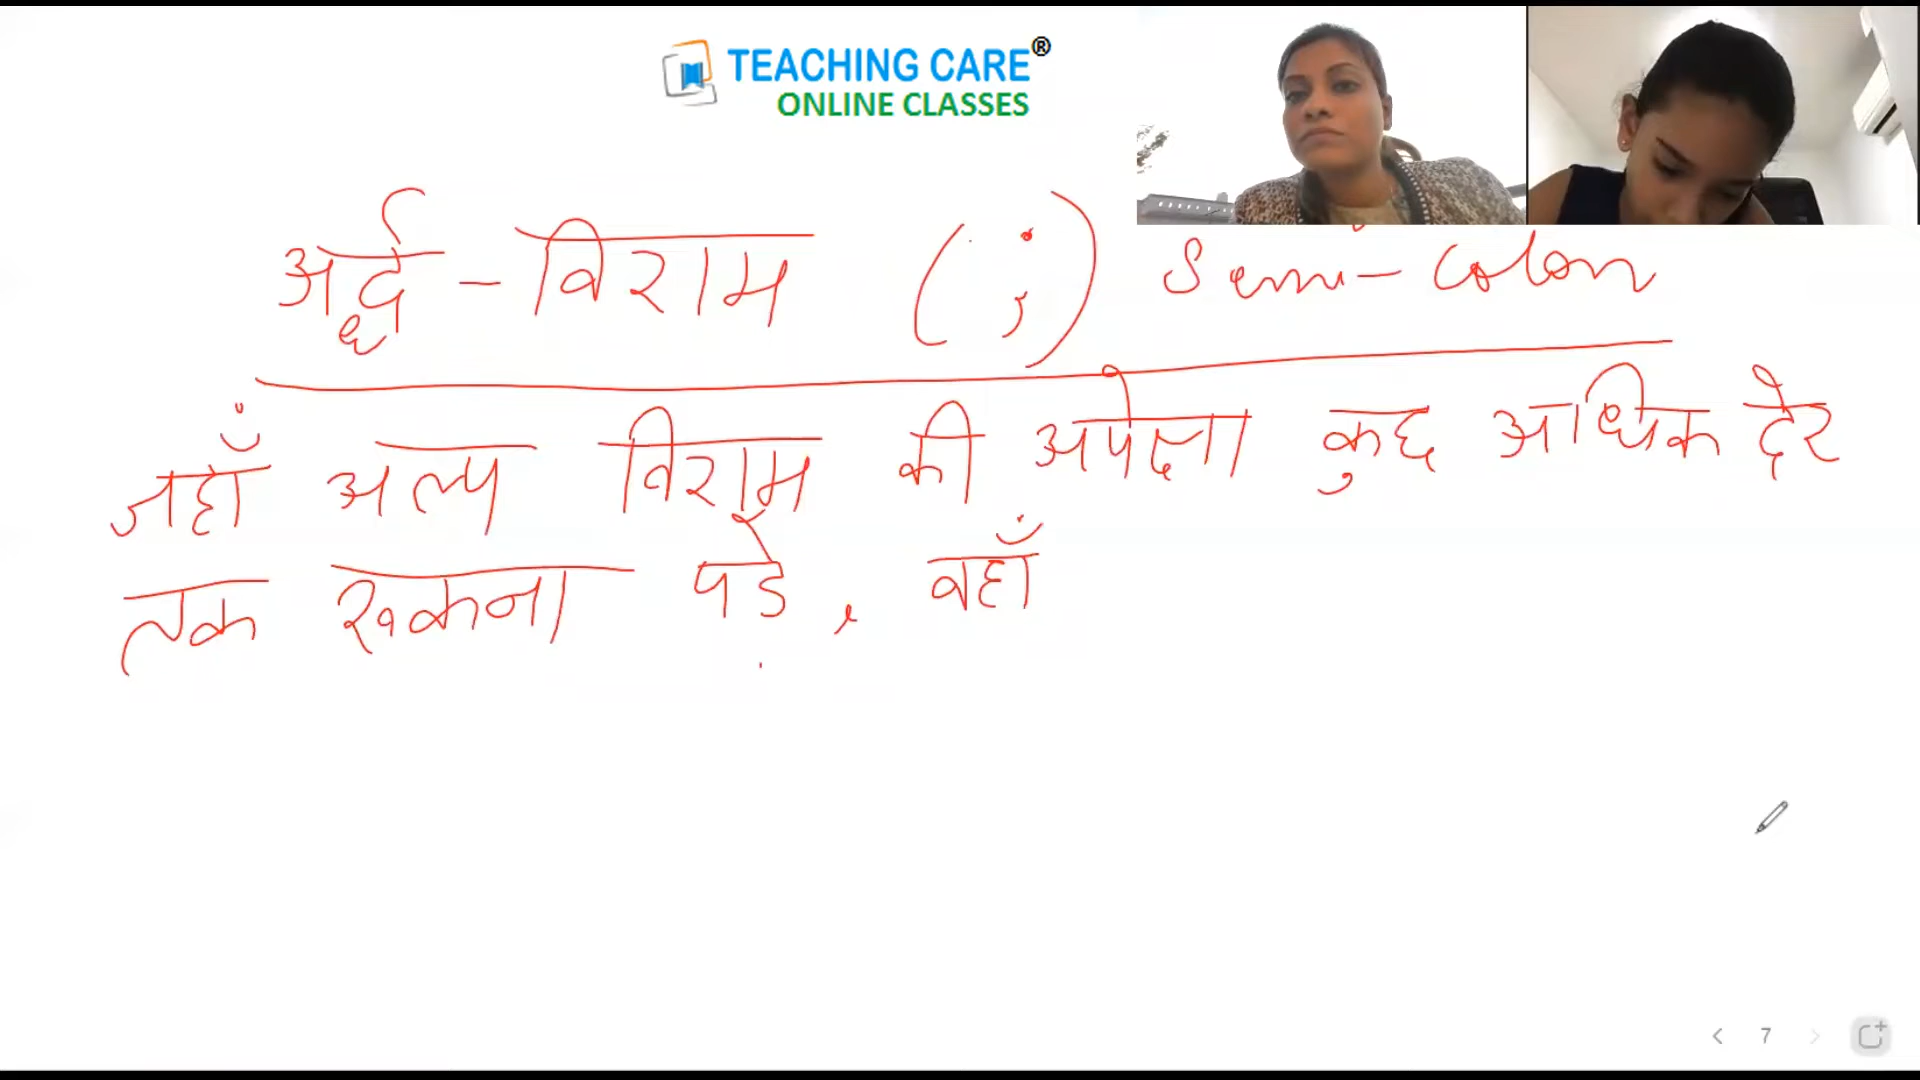 TEACHING CARE®
ONLINE CLASSES
अर्द्ध - विराम ( ; ) Semi-colon
जहाँ अल्प विराम की अपेक्षा कुछ अधिक देर
तक रुकना पडे , वहाँ
7